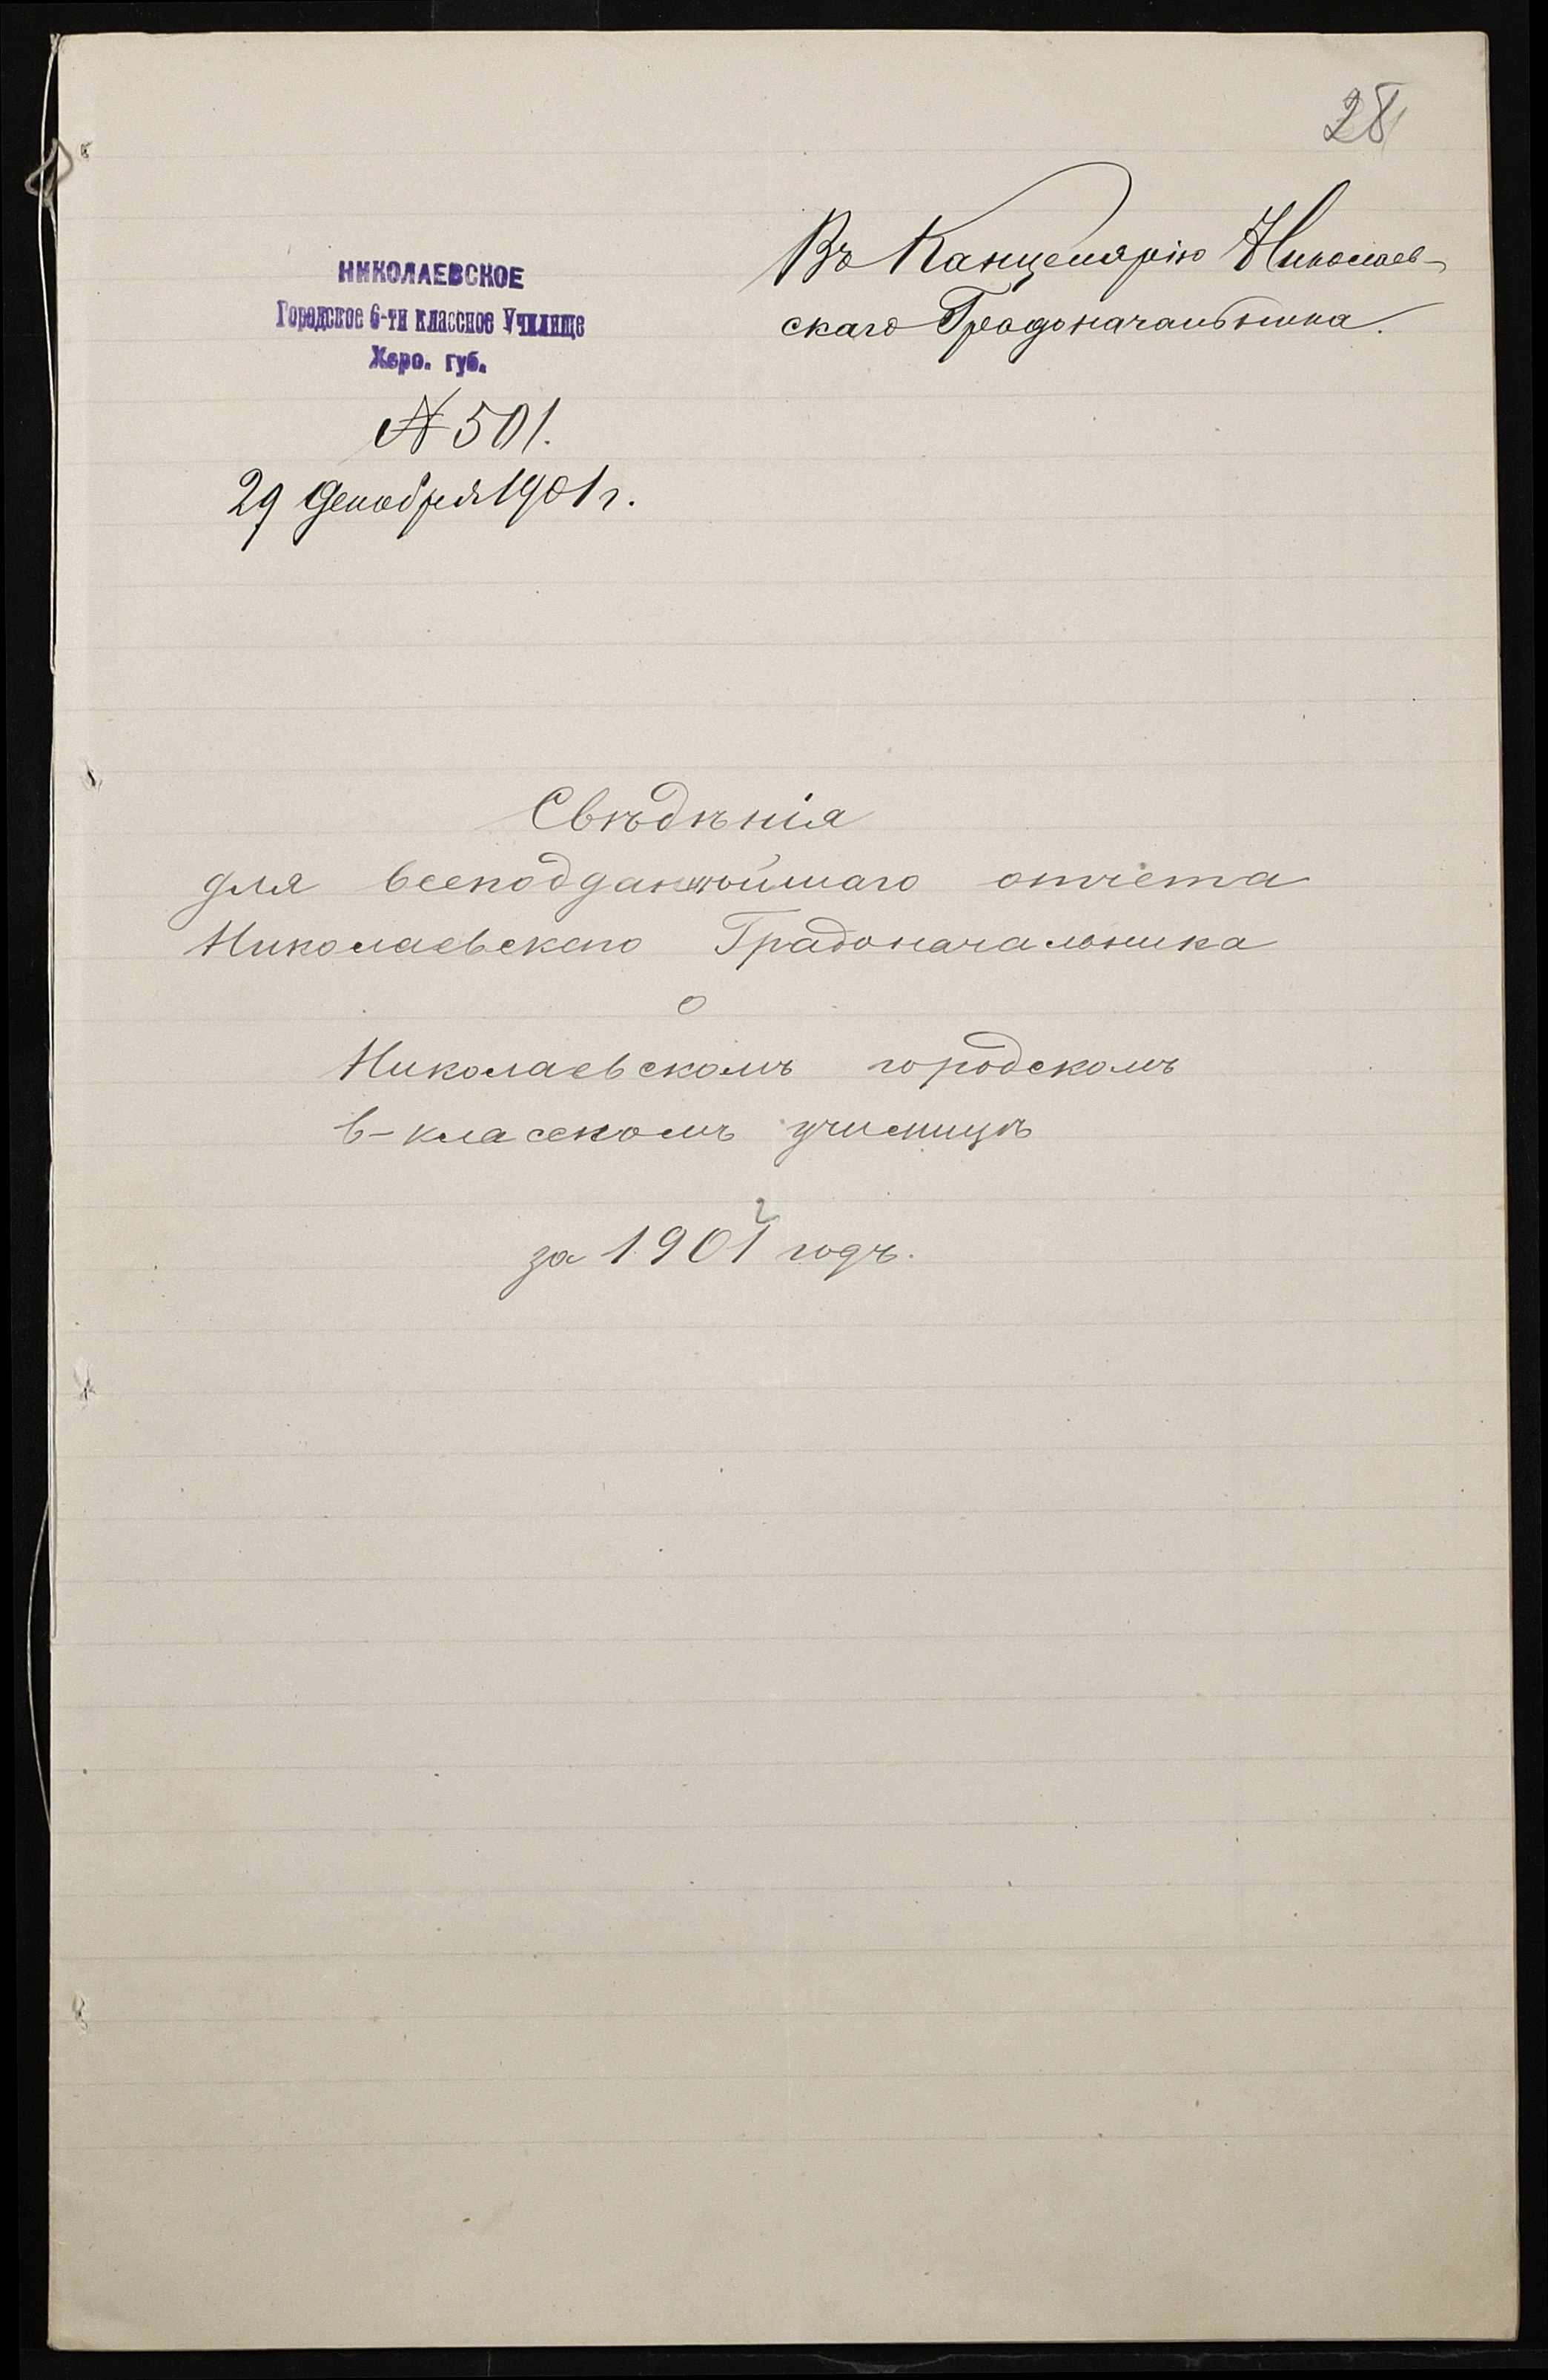 28
Въ Канцелярію Николаев-
скаго Градоначальника.
НИКОЛАЕВСКОЕ
Городское 6-ти классное Училище
Херс. губ.
№ 501.
29 Декабря 1901 г.
Свѣдѣнія
для всеподданнѣйшаго отчета
Николаевскаго Градоначальника
о
Николаевскомъ городскомъ
6-классномъ училищѣ
за 1901 годъ.